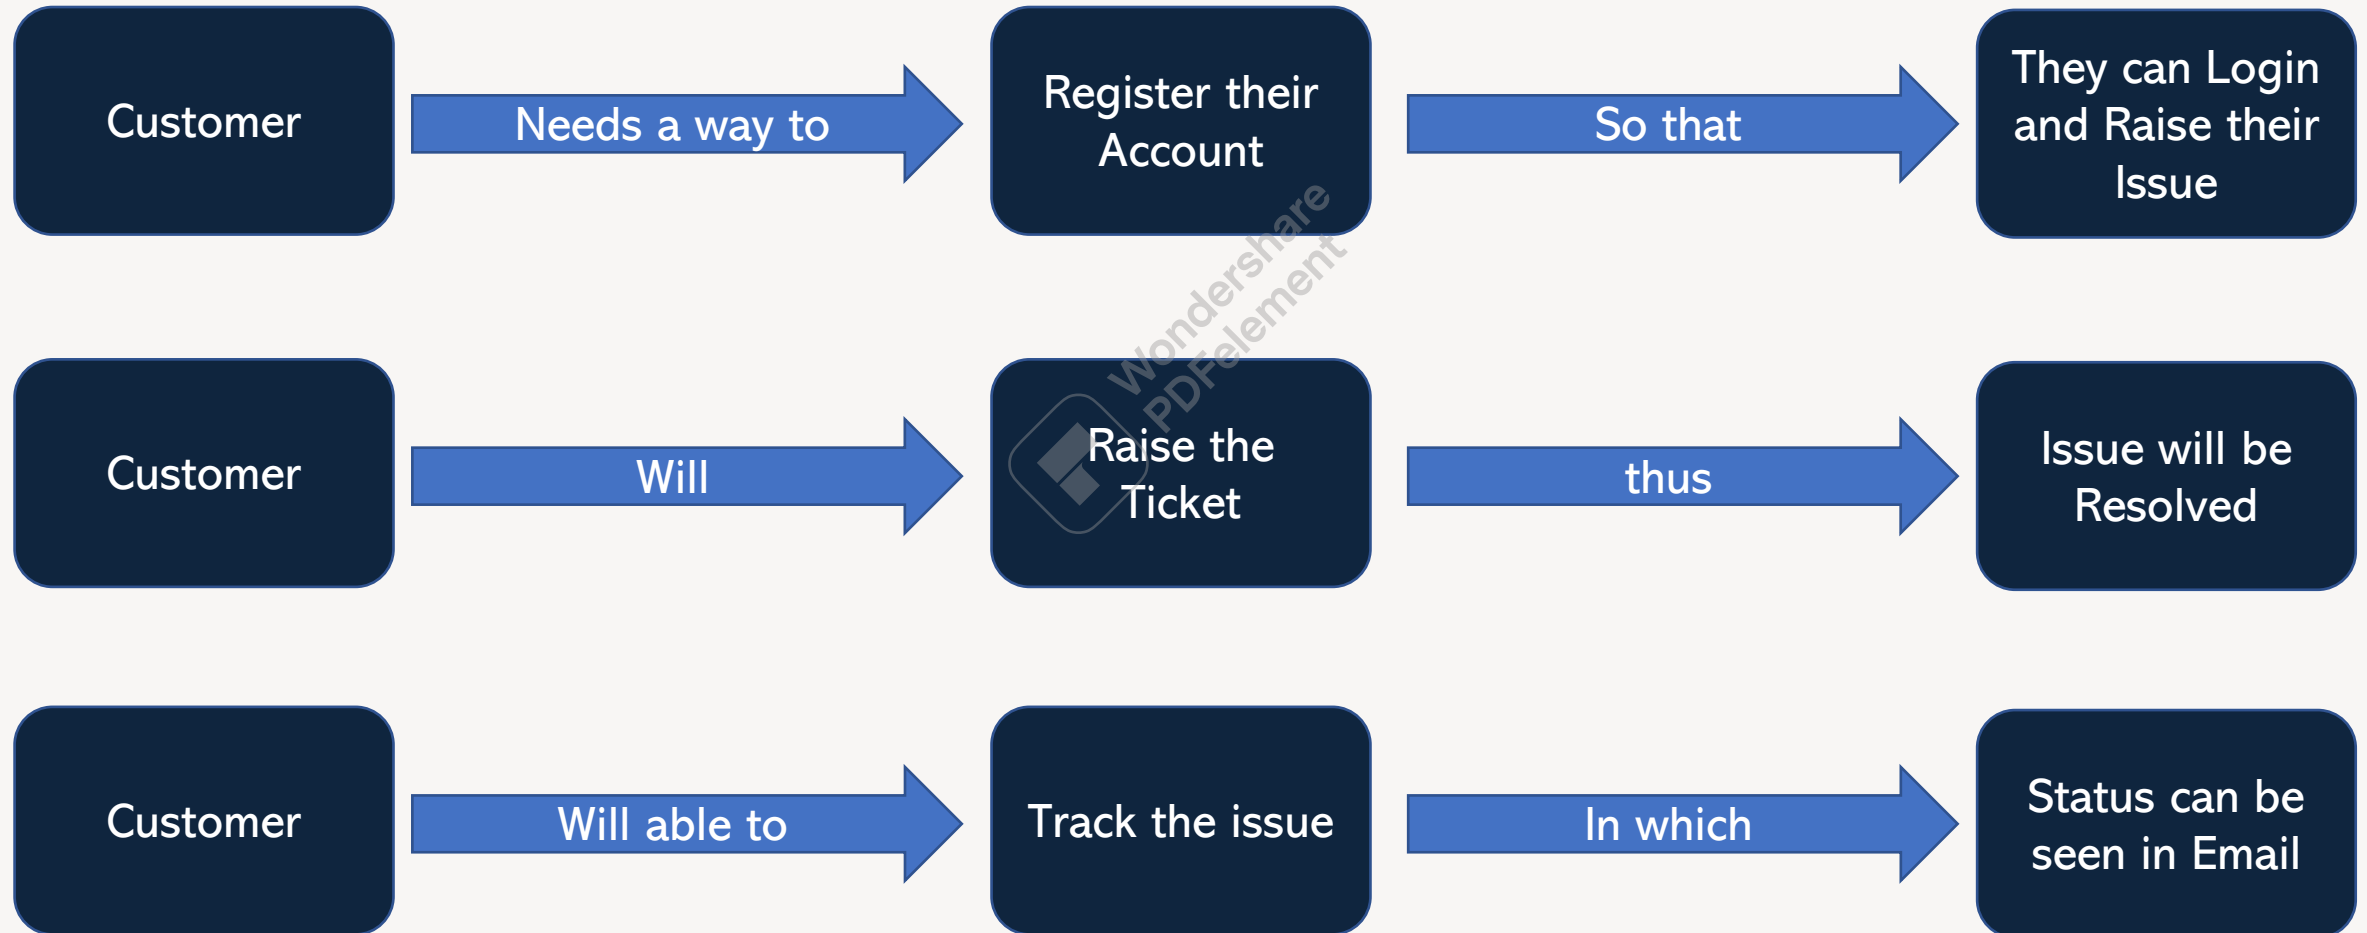 Customer
Needs a way to
Register their
Account
So that
They can Login
and Raise their
Issue
Wondershare
PDFelement
Customer
Will
Raise the
Ticket
thus
Issue will be
Resolved
Customer
Will able to
Track the issue
In which
Status can be
seen in Email